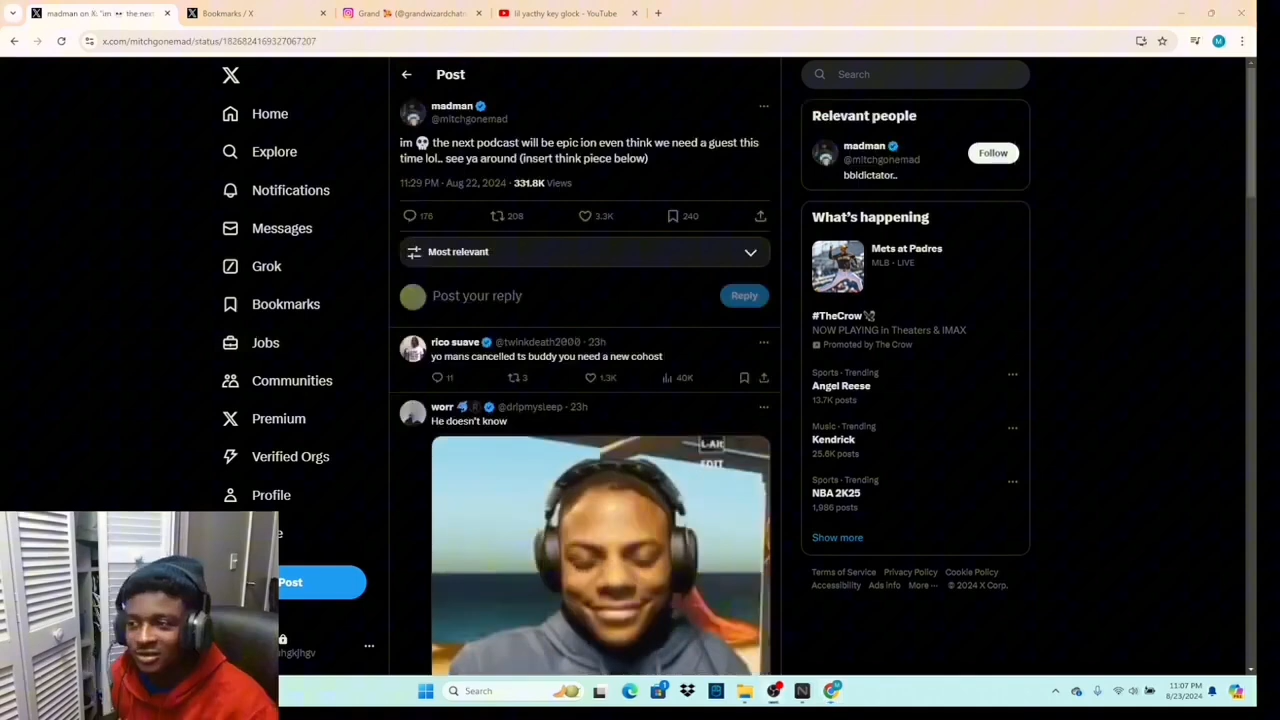 madman on X: "im 👀 the next
Bookmarks / X
Grand (@grandwizardchatn
lil yacthy key glock - YouTube
x.com/mitchgonemad/status/1826824169327067207
Home
Explore
Notifications
Messages
Grok
Bookmarks
Jobs
Communities
Premium
Verified Orgs
Profile
Post
hgkjhgv
Post
madman
@mitchgonemad
im 💀 the next podcast will be epic ion even think we need a guest this
time lol.. see ya around (insert think piece below)
11:29 PM · Aug 22, 2024 · 331.8K Views
176 208 3.3K 240
Most relevant
Post your reply
Reply
rico suave @twinkdeath2000 · 23h
yo mans cancelled ts buddy you need a new cohost
11 3 1.3K 40K
worr @dripmysleep · 23h
He doesn't know
L-Alt
EDIT
Search
Relevant people
madman
@mitchgonemad
Follow
bbldictator..
What's happening
Mets at Padres
MLB · LIVE
#TheCrow
NOW PLAYING in Theaters & IMAX
Promoted by The Crow
Sports · Trending
Angel Reese
13.7K posts
Music · Trending
Kendrick
25.6K posts
Sports · Trending
NBA 2K25
1,986 posts
Show more
Terms of Service Privacy Policy Cookie Policy
Accessibility Ads info More ··· © 2024 X Corp.
Search
11:07 PM
8/23/2024